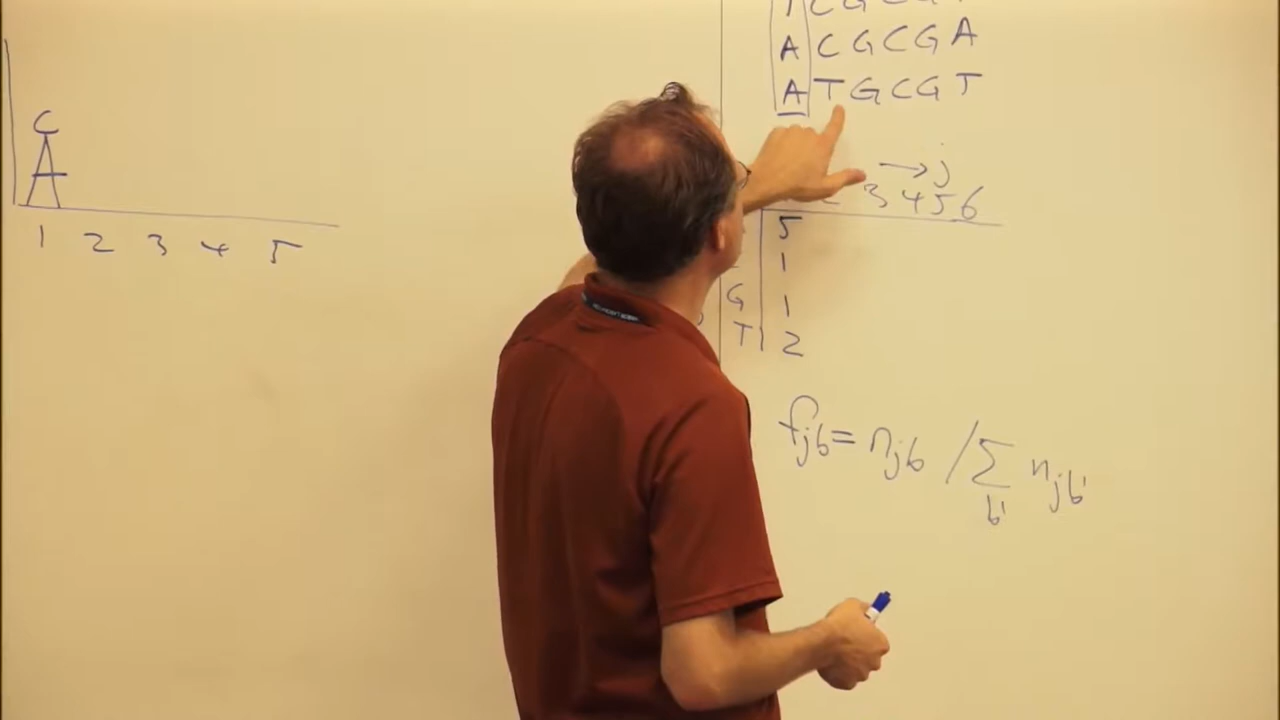 C
A
1 2 3 4 5
C G C G
A C G C G A
A T G C G T
→ j
3 4 5 6
5
1
G 1
T 2
f_jb = n_jb / Σ_b' n_jb'